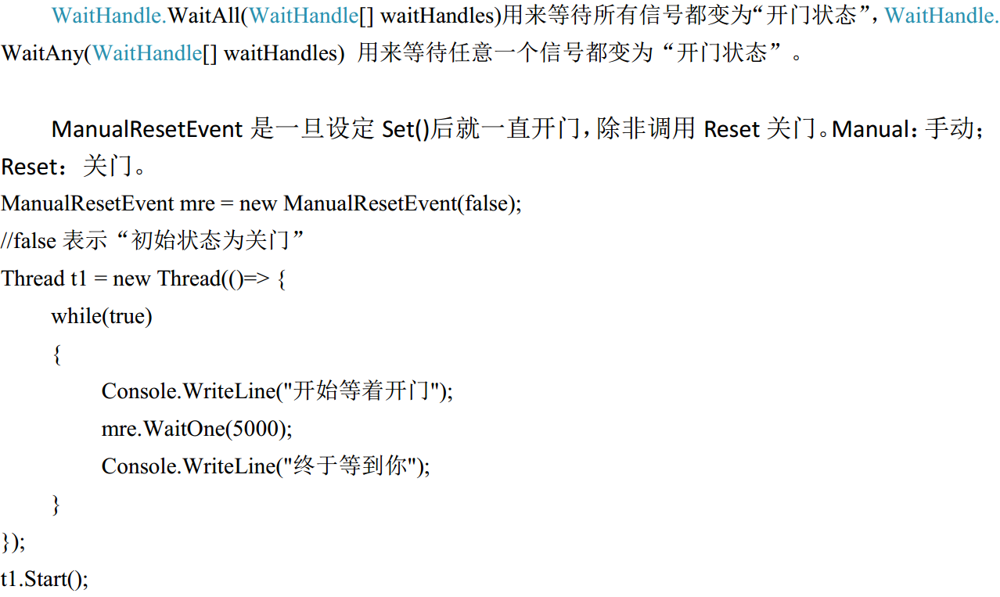 WaitHandle.WaitAll(WaitHandle[] waitHandles)用来等待所有信号都变为“开门状态”，WaitHandle.
WaitAny(WaitHandle[] waitHandles) 用来等待任意一个信号都变为“开门状态”。
ManualResetEvent 是一旦设定 Set()后就一直开门，除非调用 Reset 关门。Manual：手动；
Reset：关门。
ManualResetEvent mre = new ManualResetEvent(false);
//false 表示“初始状态为关门”
Thread t1 = new Thread(()=> {
while(true)
{
Console.WriteLine("开始等着开门");
mre.WaitOne(5000);
Console.WriteLine("终于等到你");
}
});
t1.Start();